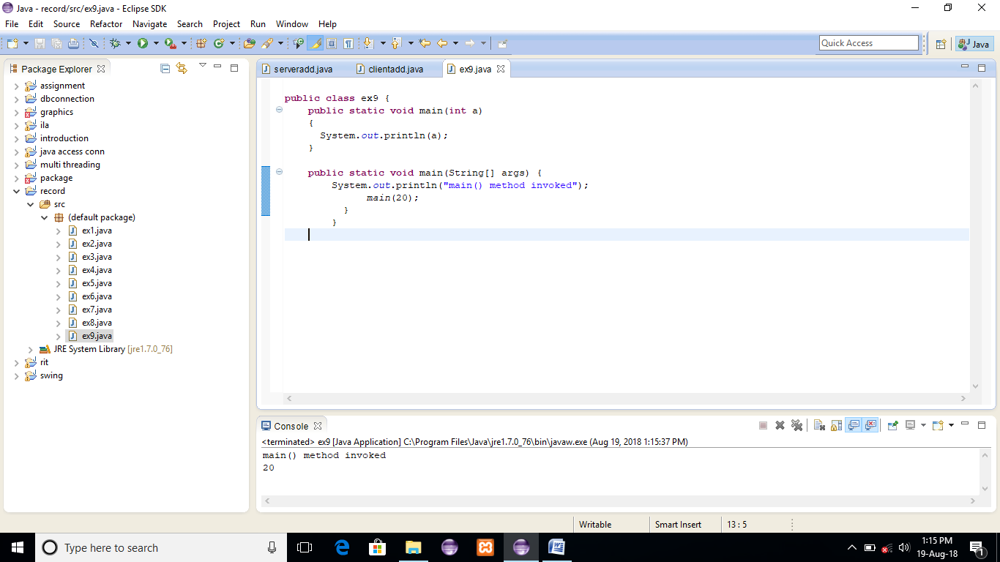 Java - record/src/ex9.java - Eclipse SDK
File Edit Source Refactor Navigate Search Project Run Window Help
Quick Access
Java
Package Explorer
assignment
dbconnection
graphics
ila
introduction
java access conn
multi threading
package
record
src
(default package)
ex1.java
ex2.java
ex3.java
ex4.java
ex5.java
ex6.java
ex7.java
ex8.java
ex9.java
JRE System Library [jre1.7.0_76]
rit
swing
serveradd.java clientadd.java ex9.java
public class ex9 {
public static void main(int a)
{
System.out.println(a);
}
public static void main(String[] args) {
System.out.println("main() method invoked");
main(20);
}
}
Console
<terminated> ex9 [Java Application] C:\Program Files\Java\jre1.7.0_76\bin\javaw.exe (Aug 19, 2018 1:15:37 PM)
main() method invoked
20
Writable Smart Insert 13 : 5
Type here to search
1:15 PM
19-Aug-18
1